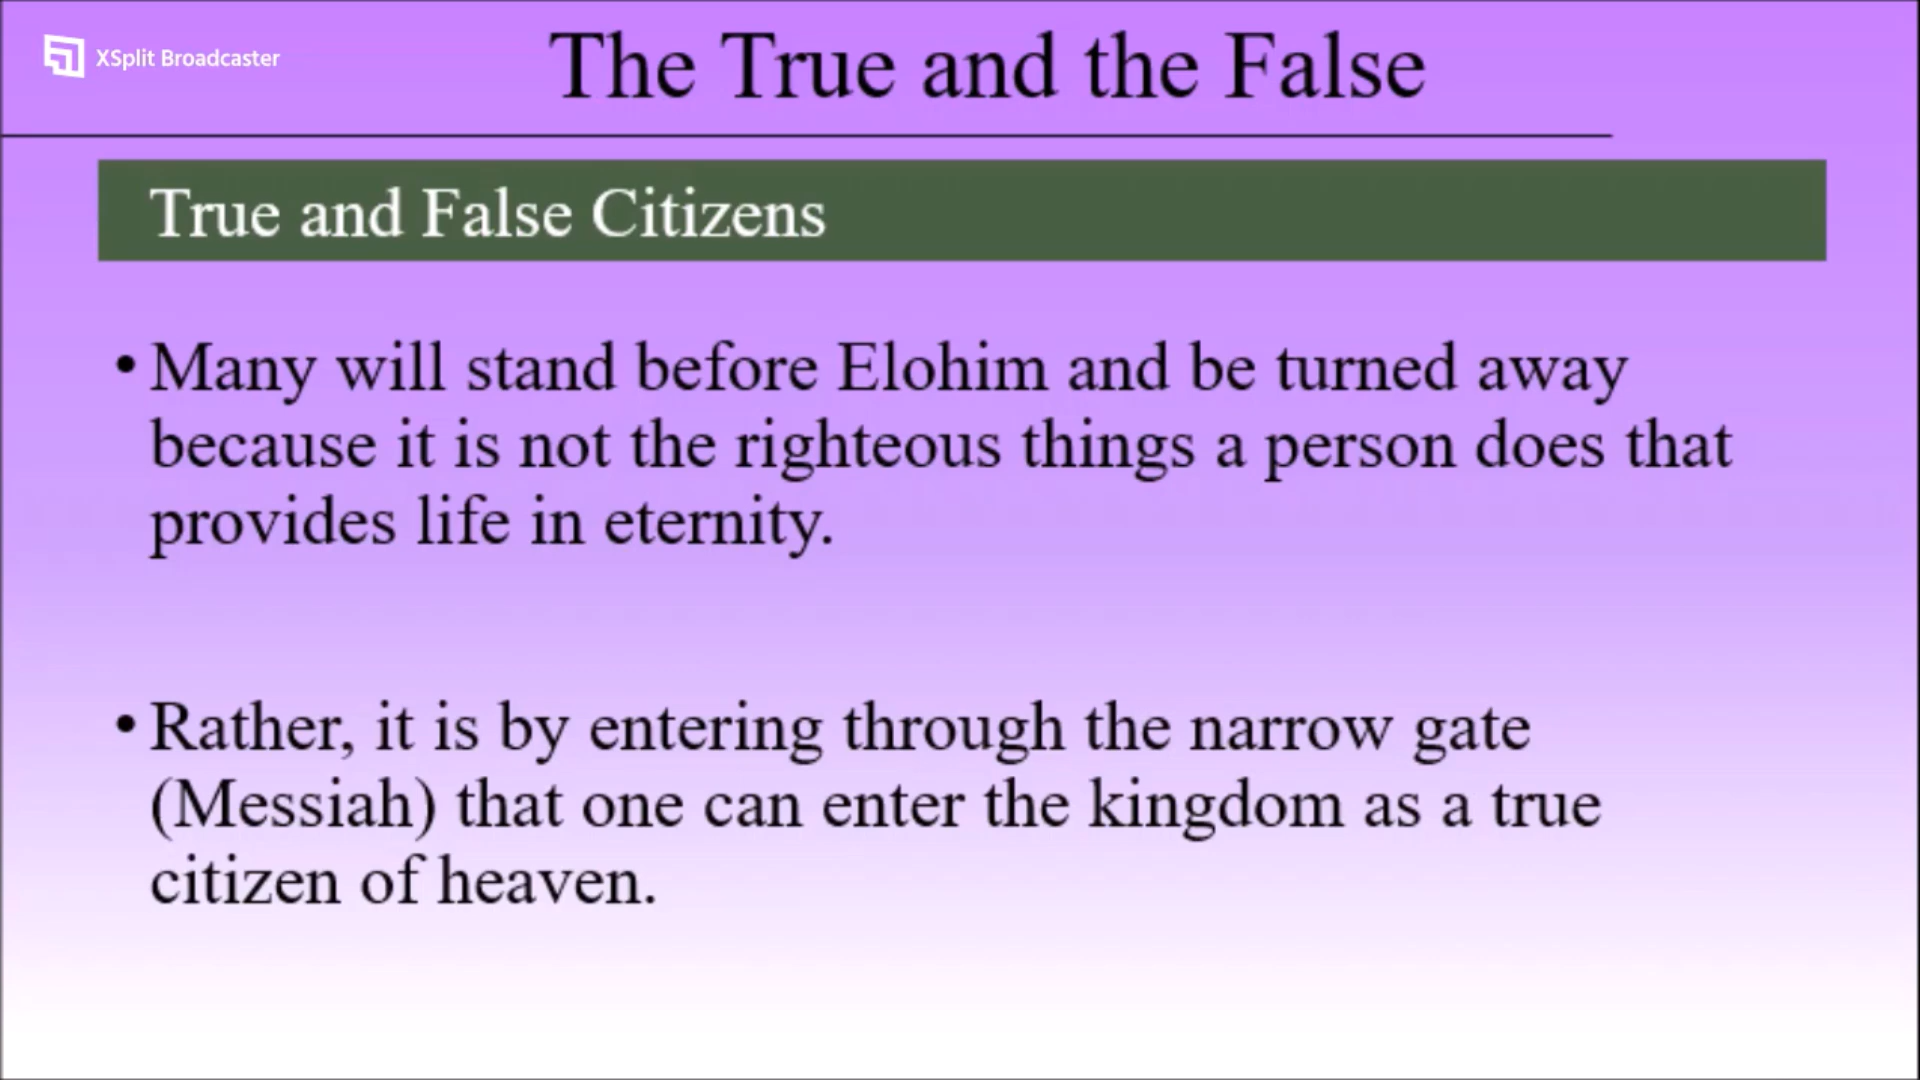 XSplit Broadcaster
The True and the False
True and False Citizens
• Many will stand before Elohim and be turned away
because it is not the righteous things a person does that
provides life in eternity.
• Rather, it is by entering through the narrow gate
(Messiah) that one can enter the kingdom as a true
citizen of heaven.